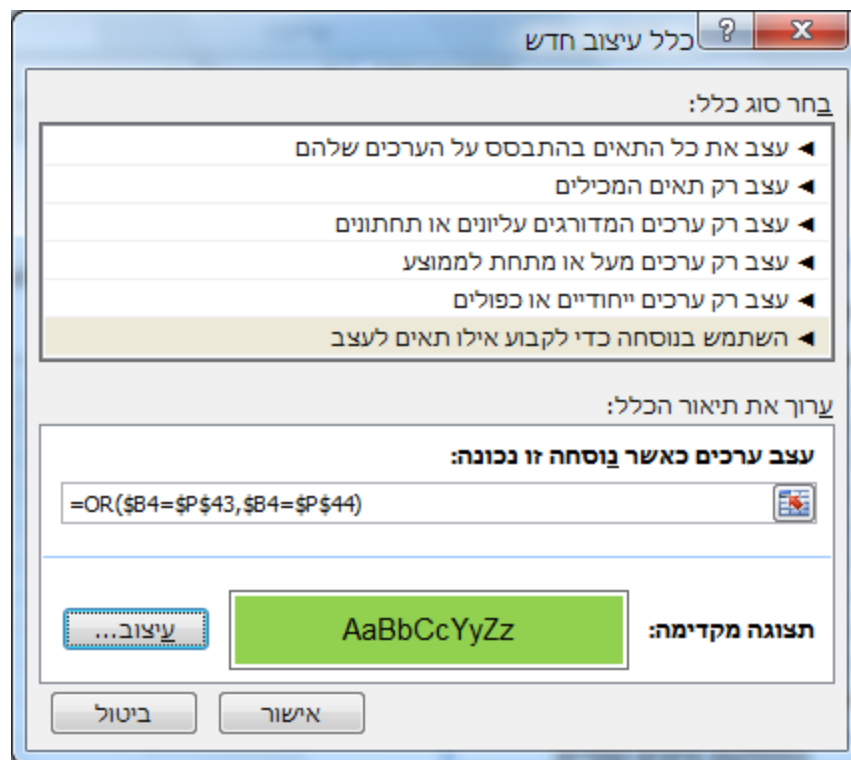 כלל עיצוב חדש
? x
בחר סוג כלל:
◄ עצב את כל התאים בהתבסס על הערכים שלהם
◄ עצב רק תאים המכילים
◄ עצב רק ערכים המדורגים עליונים או תחתונים
◄ עצב רק ערכים מעל או מתחת לממוצע
◄ עצב רק ערכים ייחודיים או כפולים
◄ השתמש בנוסחה כדי לקבוע אילו תאים לעצב
ערוך את תיאור הכלל:
עצב ערכים כאשר נוסחה זו נכונה:
=OR($B4=$P$43,$B4=$P$44)
תצוגה מקדימה: AaBbCcYyZz עיצוב...
אישור ביטול